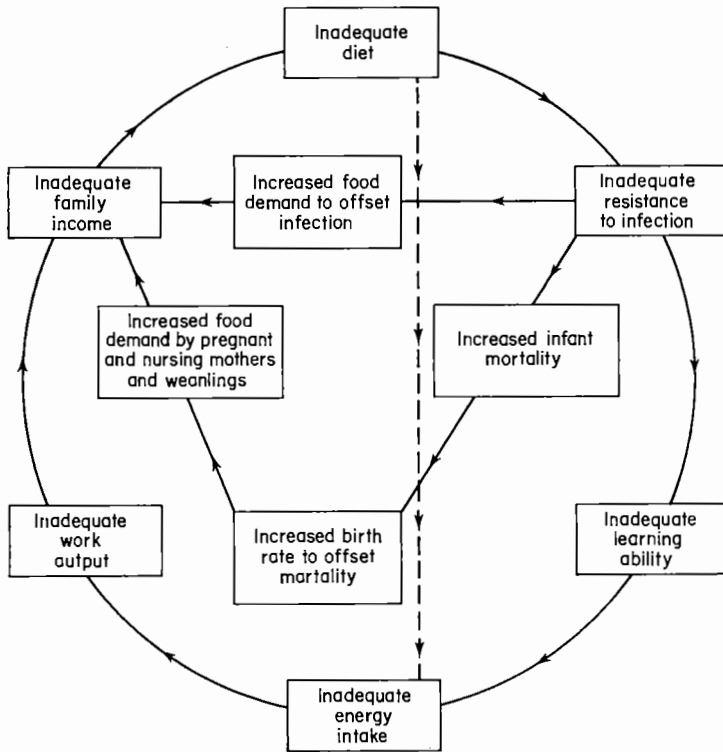 Inadequate
diet
Inadequate
family
income
Increased food
demand to offset
infection
Inadequate
resistance
to infection
Increased food
demand by pregnant
and nursing mothers
and weanlings
Increased infant
mortality
Inadequate
work
autput
Increased birth
rate to offset
martality
Inadequate
learning
ability
Inadequate
energy
intake